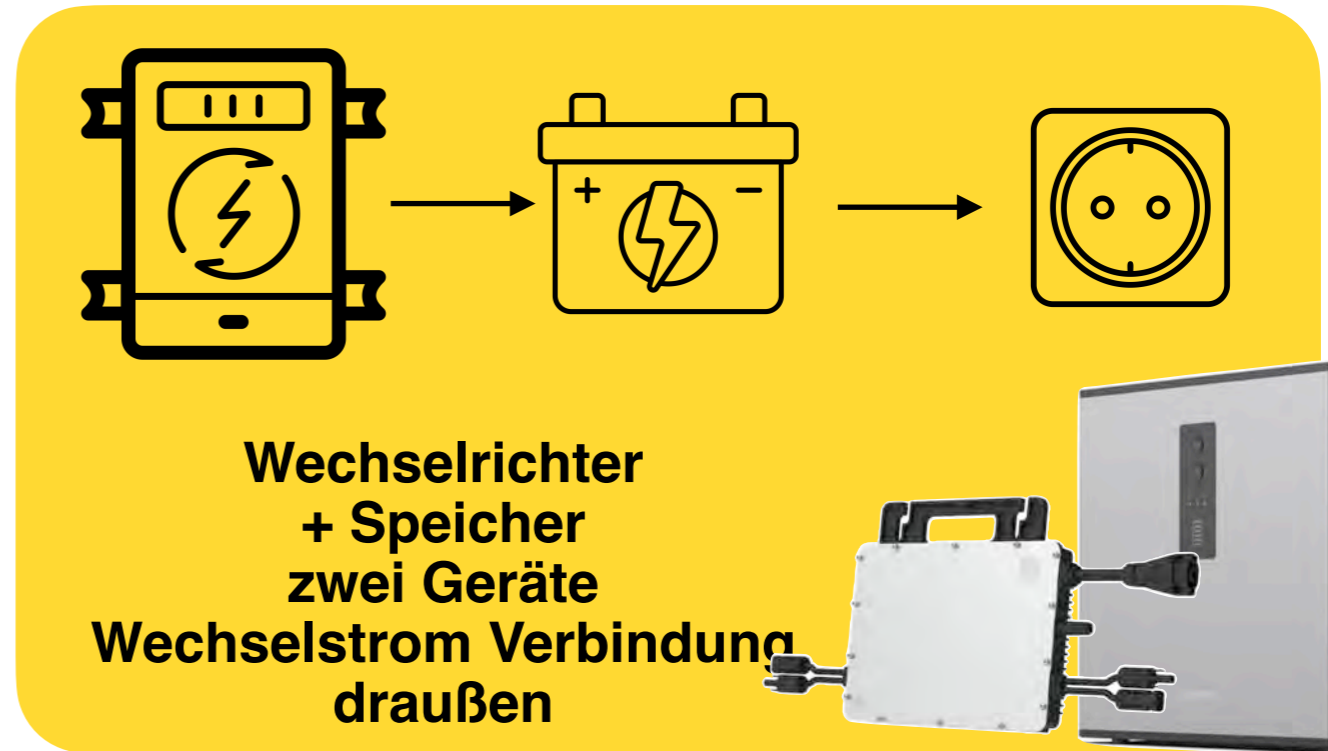 Wechselrichter
+ Speicher
zwei Geräte
Wechselstrom Verbindung
draußen